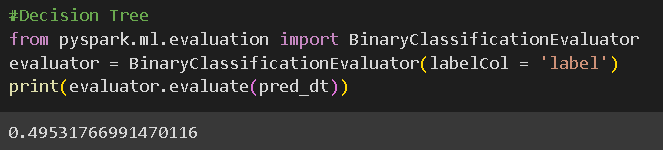 #Decision Tree
from pyspark.ml.evaluation import BinaryClassificationEvaluator
evaluator = BinaryClassificationEvaluator(labelCol = 'label')
print(evaluator.evaluate(pred_dt))
0.49531766991470116